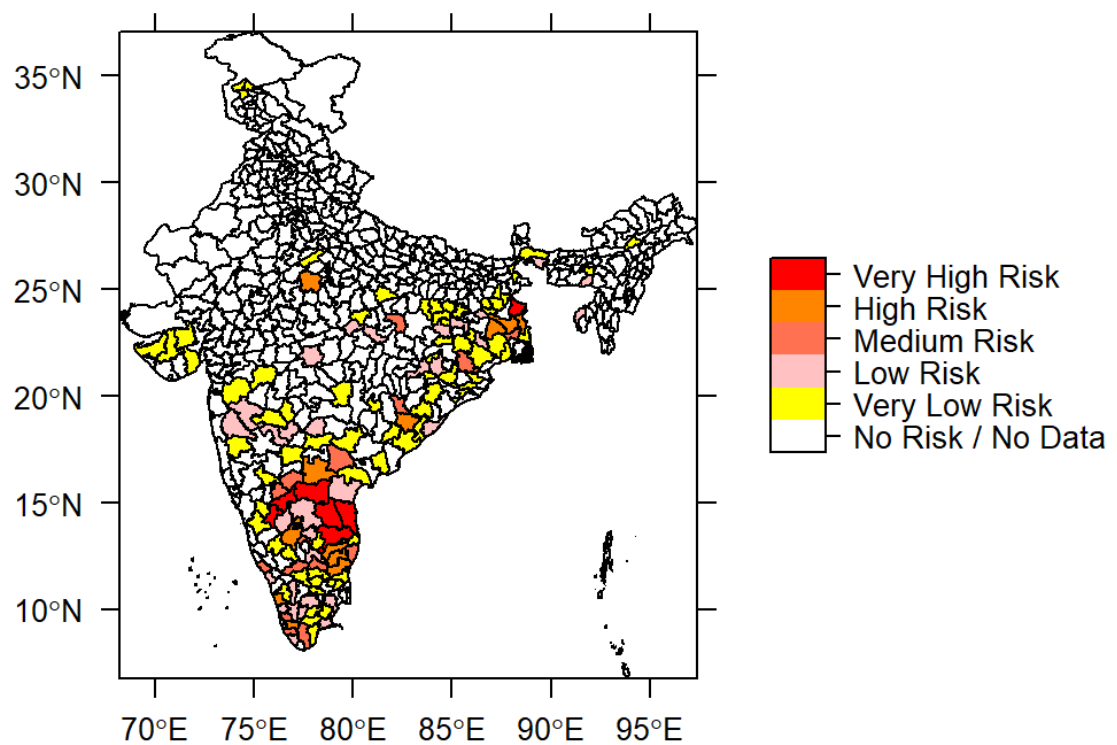 35°N
30°N
25°N
20°N
15°N
10°N
70°E 75°E 80°E 85°E 90°E 95°E
Very High Risk
High Risk
Medium Risk
Low Risk
Very Low Risk
No Risk / No Data